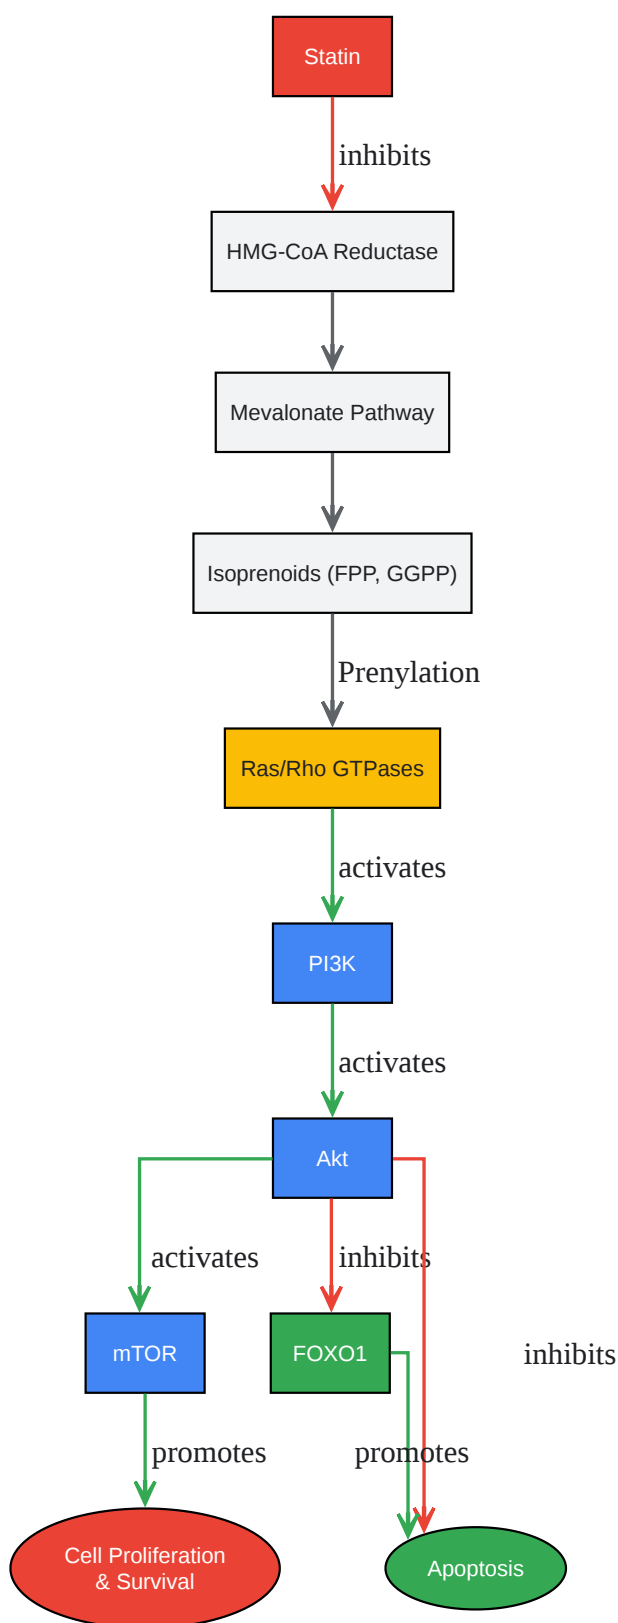 Statin
inhibits
HMG-CoA Reductase
Mevalonate Pathway
Isoprenoids (FPP, GGPP)
Prenylation
Ras/Rho GTPases
activates
PI3K
activates
Akt
activates
inhibits
mTOR
FOXO1
inhibits
promotes
promotes
Cell Proliferation
& Survival
Apoptosis